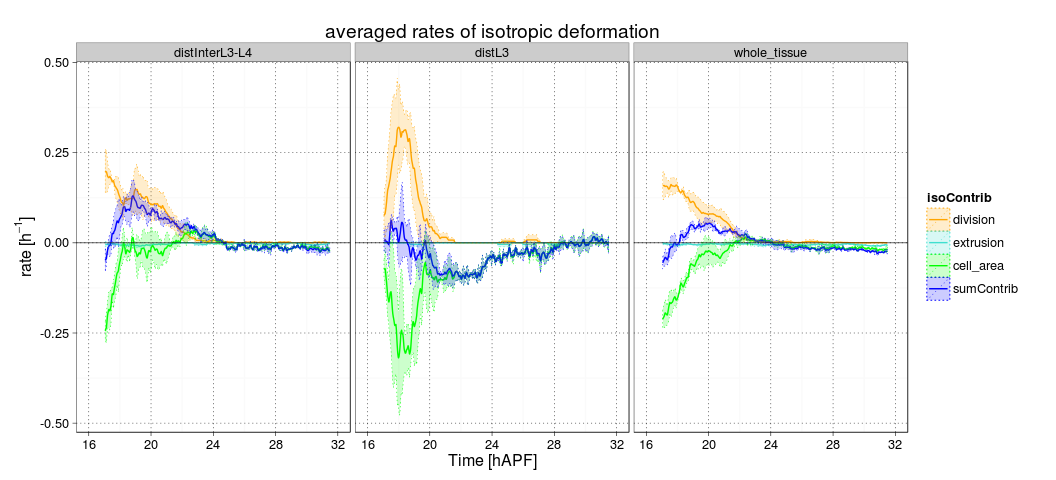 averaged rates of isotropic deformation
distInterL3-L4 distL3 whole_tissue
0.50
0.25
0.00
-0.25
-0.50
rate [h⁻¹]
16 20 24 28 32 16 20 24 28 32 16 20 24 28 32
Time [hAPF]
isoContrib
division
extrusion
cell_area
sumContrib